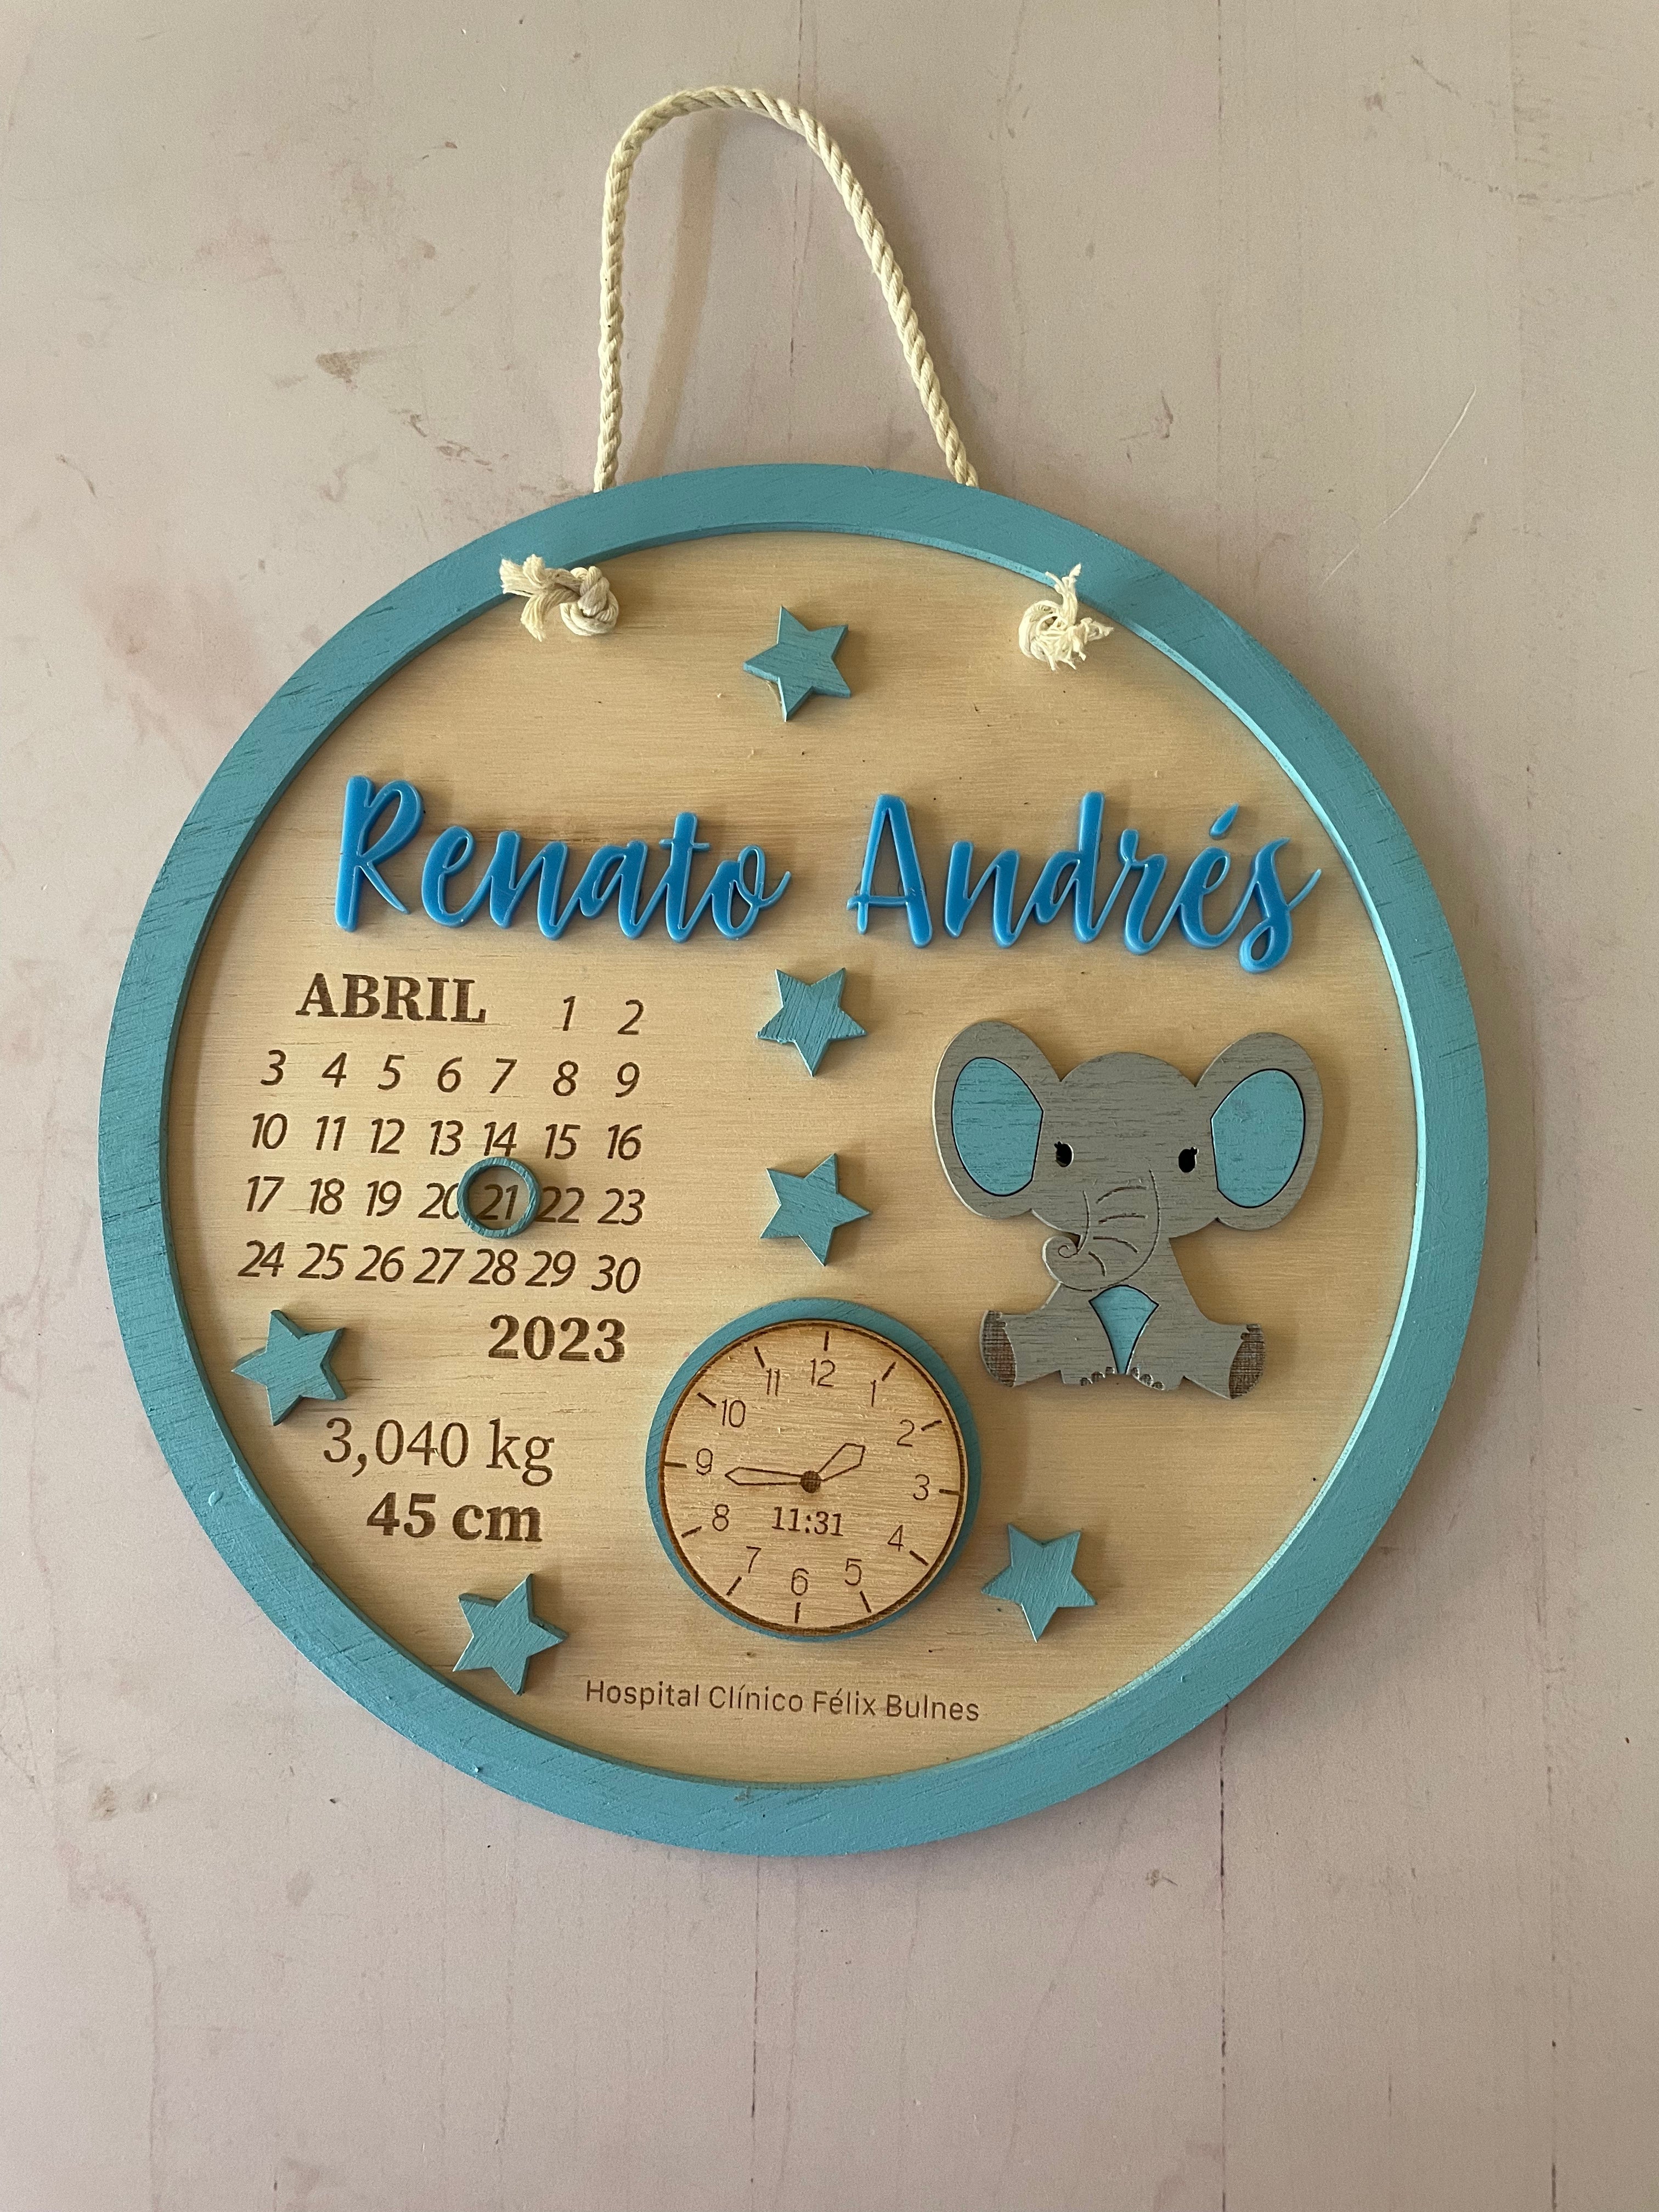 Renato Andrés
ABRIL 1 2
3 4 5 6 7 8 9
10 11 12 13 14 15 16
17 18 19 20 21 22 23
24 25 26 27 28 29 30
2023
3,040 kg
45 cm
12
11 1
10 2
9 3
11:31
8 4
7 5
6
Hospital Clínico Félix Bulnes